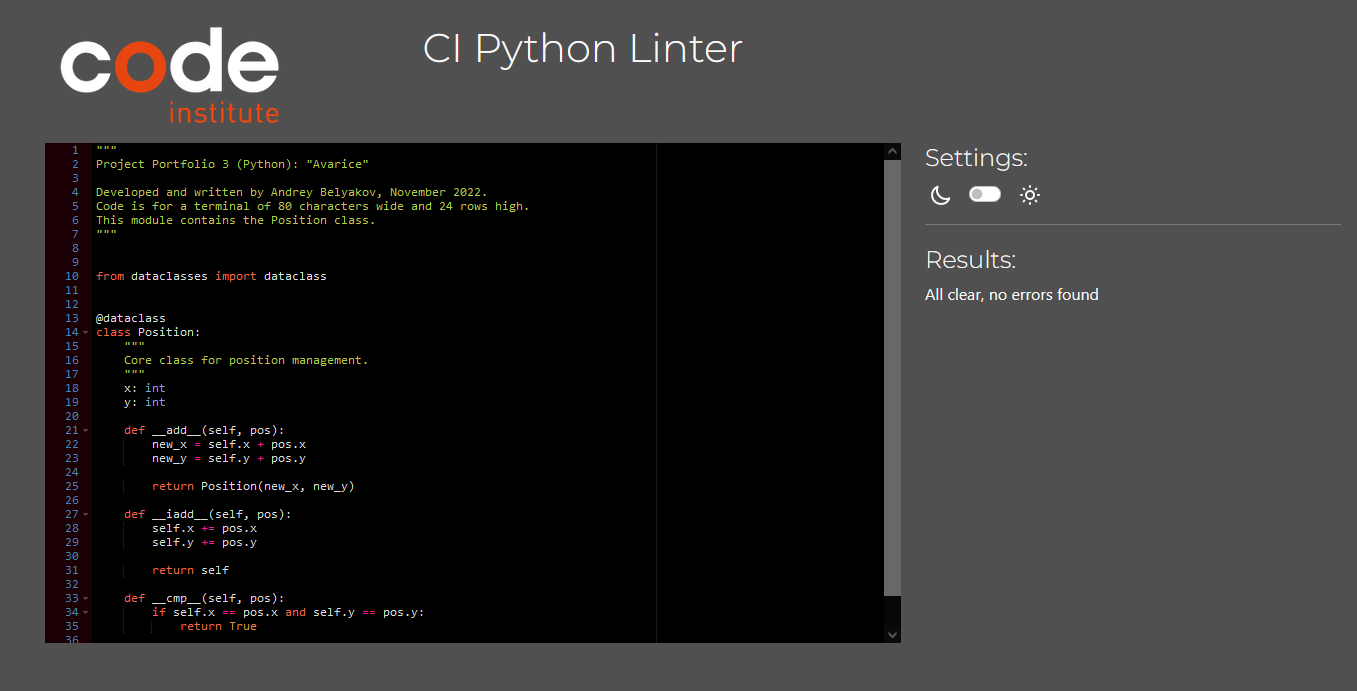 code
institute
CI Python Linter
1 """
2 Project Portfolio 3 (Python): "Avarice"
3
4 Developed and written by Andrey Belyakov, November 2022.
5 Code is for a terminal of 80 characters wide and 24 rows high.
6 This module contains the Position class.
7 """
8
9
10 from dataclasses import dataclass
11
12
13 @dataclass
14 class Position:
15     """
16     Core class for position management.
17     """
18     x: int
19     y: int
20
21     def __add__(self, pos):
22         new_x = self.x + pos.x
23         new_y = self.y + pos.y
24
25         return Position(new_x, new_y)
26
27     def __iadd__(self, pos):
28         self.x += pos.x
29         self.y += pos.y
30
31         return self
32
33     def __cmp__(self, pos):
34         if self.x == pos.x and self.y == pos.y:
35             return True
36
Settings:
Results:
All clear, no errors found